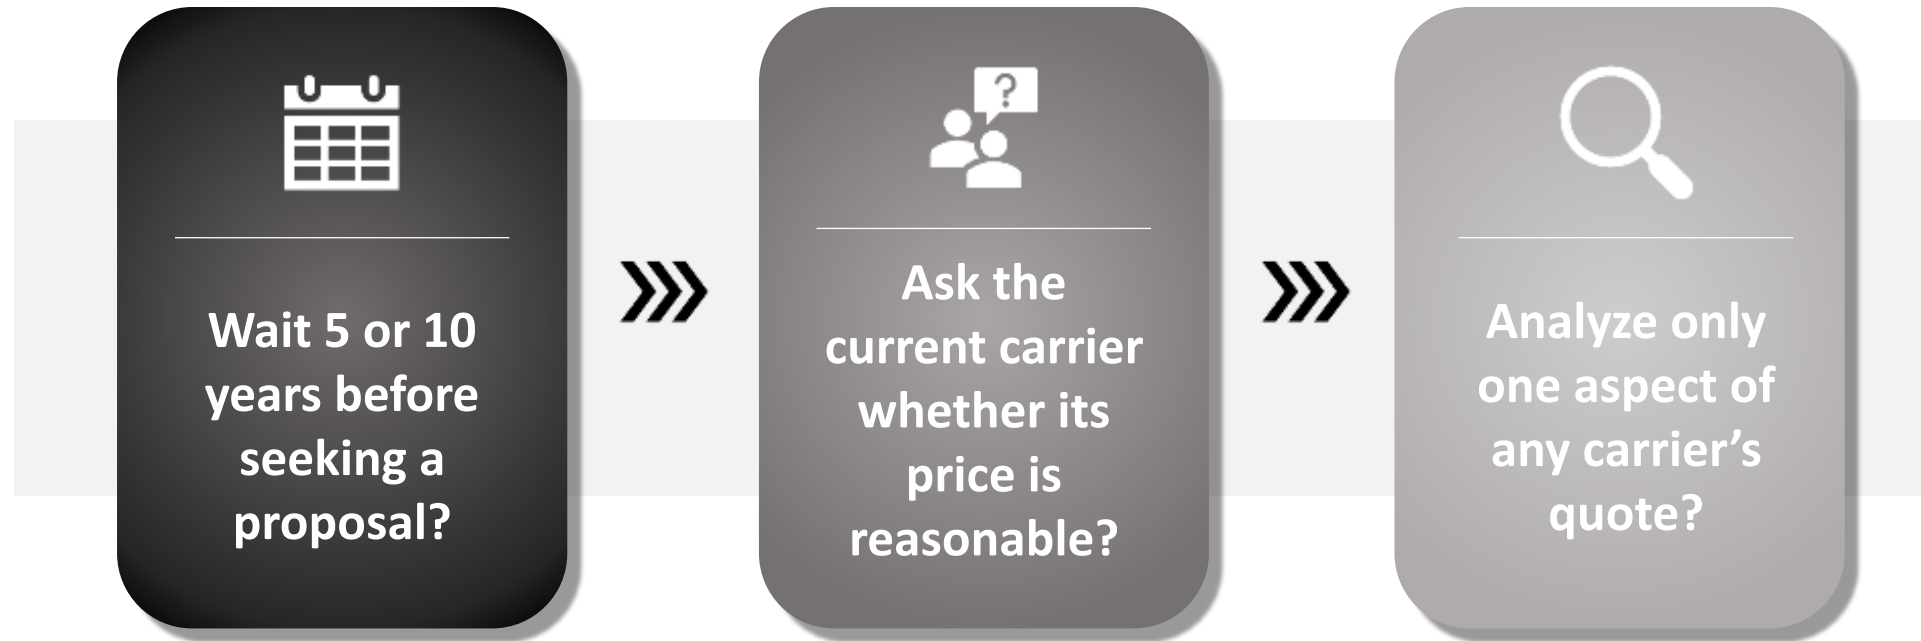 ?
Wait 5 or 10
years before
seeking a
proposal?
Ask the
current carrier
whether its
price is
reasonable?
Analyze only
one aspect of
any carrier’s
quote?